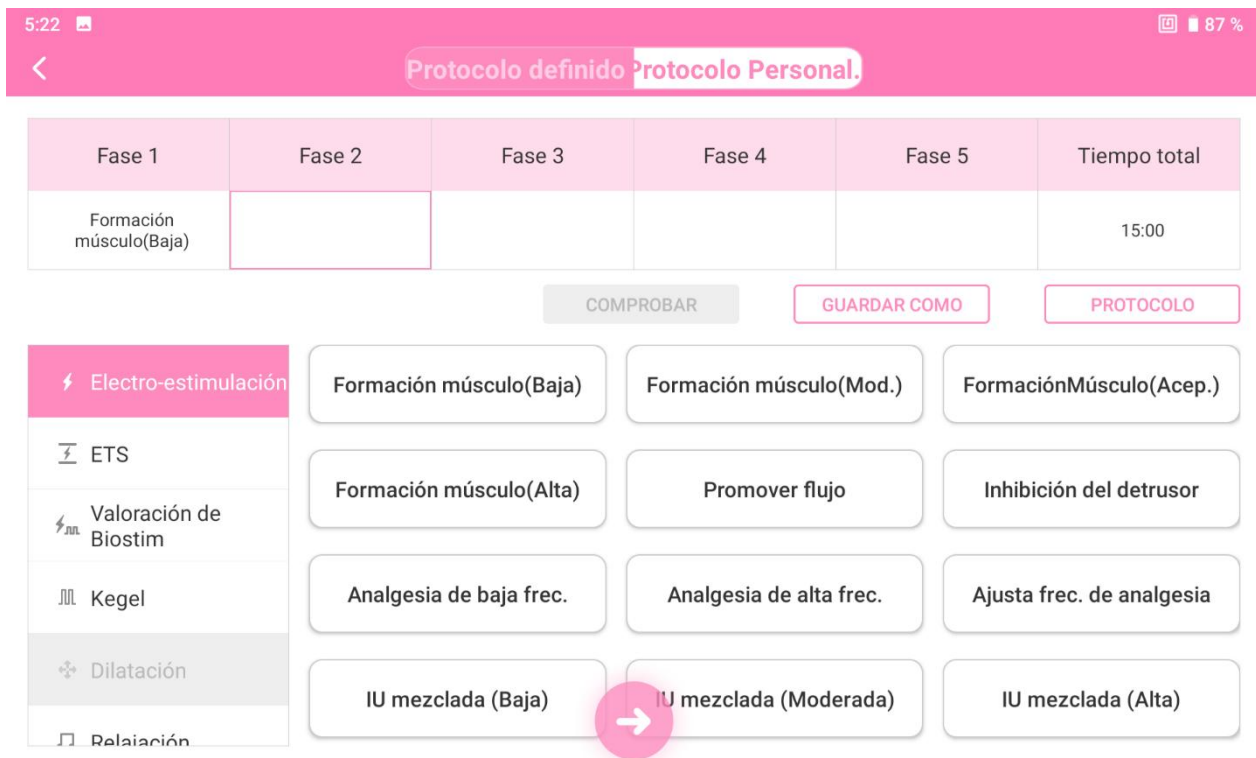 5:22
87 %
Protocolo definido
Protocolo Personal.
Fase 1
Fase 2
Fase 3
Fase 4
Fase 5
Tiempo total
Formación
músculo(Baja)
15:00
COMPROBAR
GUARDAR COMO
PROTOCOLO
Electro-estimulación
ETS
Valoración de
Biostim
Kegel
Dilatación
Relajación
Formación músculo(Baja)
Formación músculo(Mod.)
FormaciónMúsculo(Acep.)
Formación músculo(Alta)
Promover flujo
Inhibición del detrusor
Analgesia de baja frec.
Analgesia de alta frec.
Ajusta frec. de analgesia
IU mezclada (Baja)
IU mezclada (Moderada)
IU mezclada (Alta)